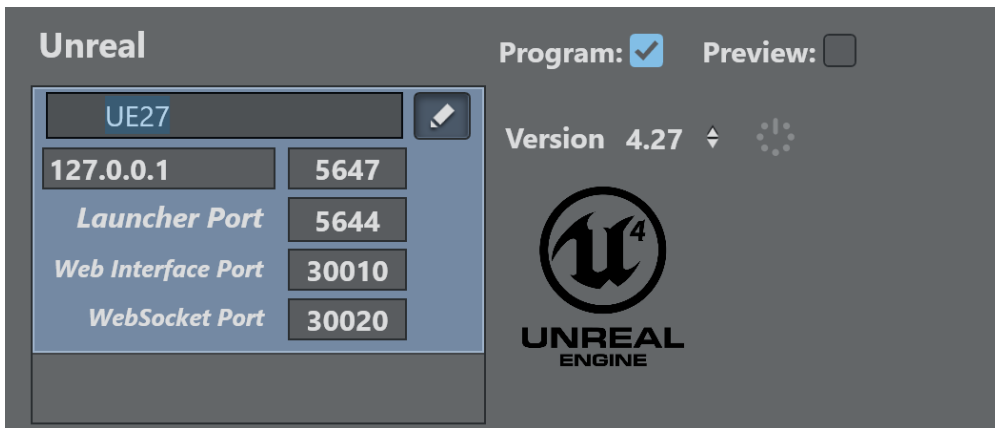 Unreal
Program: Preview:
UE27
Version 4.27
127.0.0.1 5647
Launcher Port 5644
Web Interface Port 30010
WebSocket Port 30020
4
UNREAL
ENGINE